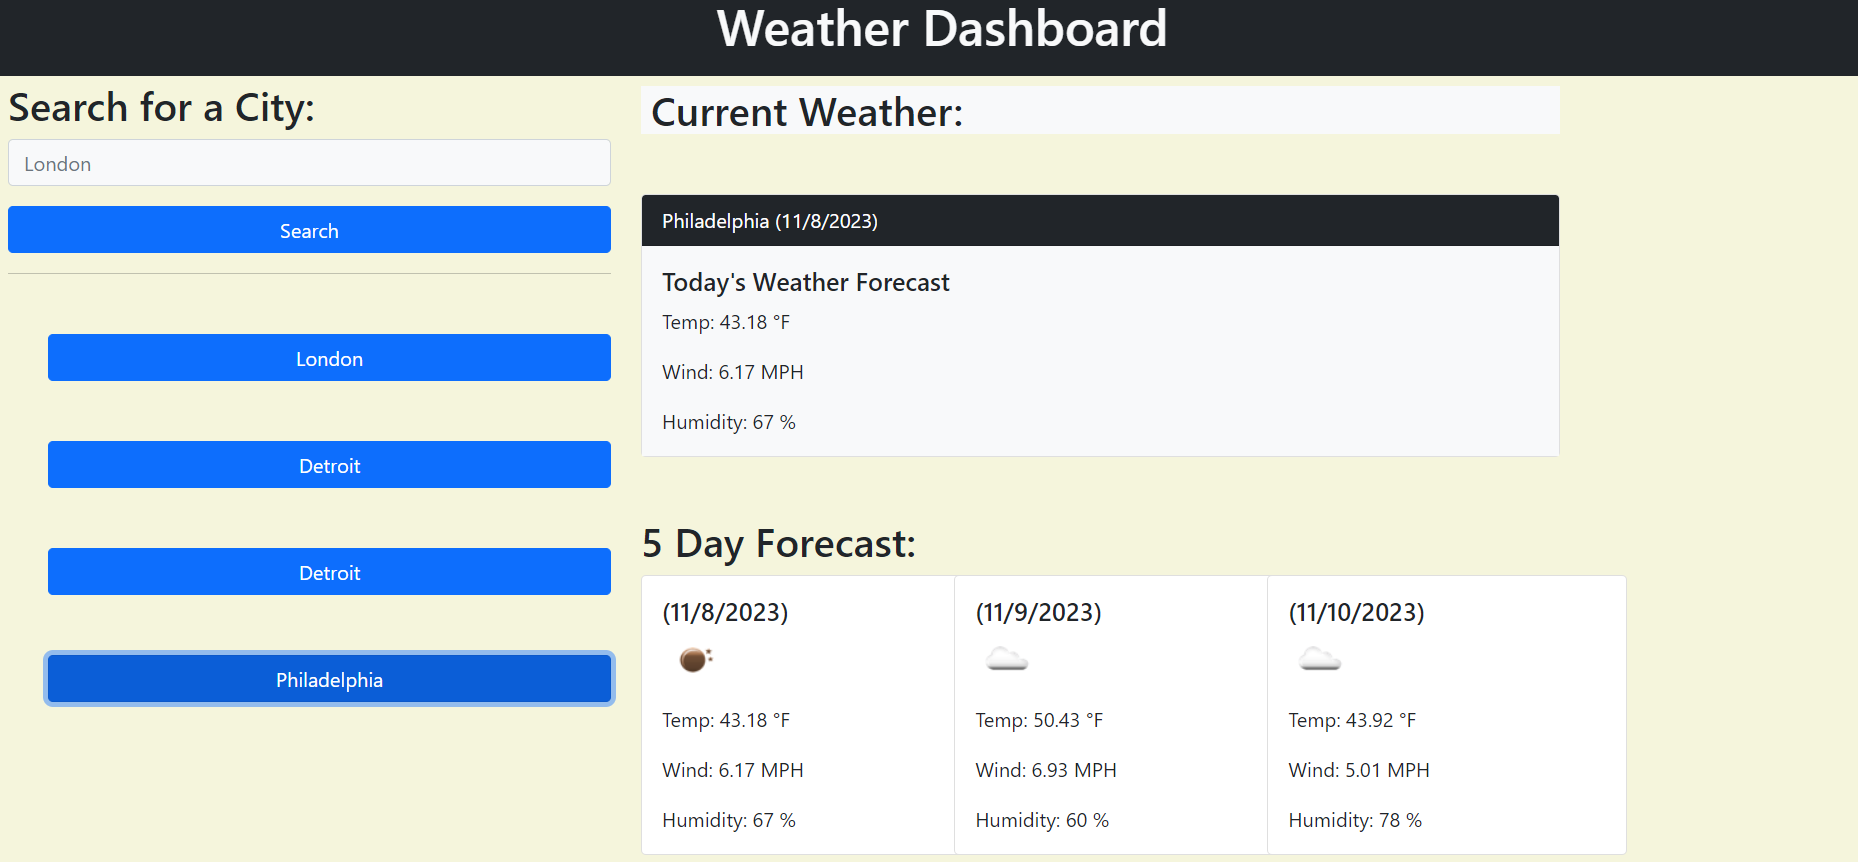 Weather Dashboard
Search for a City:
London
Search
London
Detroit
Detroit
Philadelphia
Current Weather:
Philadelphia (11/8/2023)
Today's Weather Forecast
Temp: 43.18 °F
Wind: 6.17 MPH
Humidity: 67 %
5 Day Forecast:
(11/8/2023)
Temp: 43.18 °F
Wind: 6.17 MPH
Humidity: 67 %
(11/9/2023)
Temp: 50.43 °F
Wind: 6.93 MPH
Humidity: 60 %
(11/10/2023)
Temp: 43.92 °F
Wind: 5.01 MPH
Humidity: 78 %